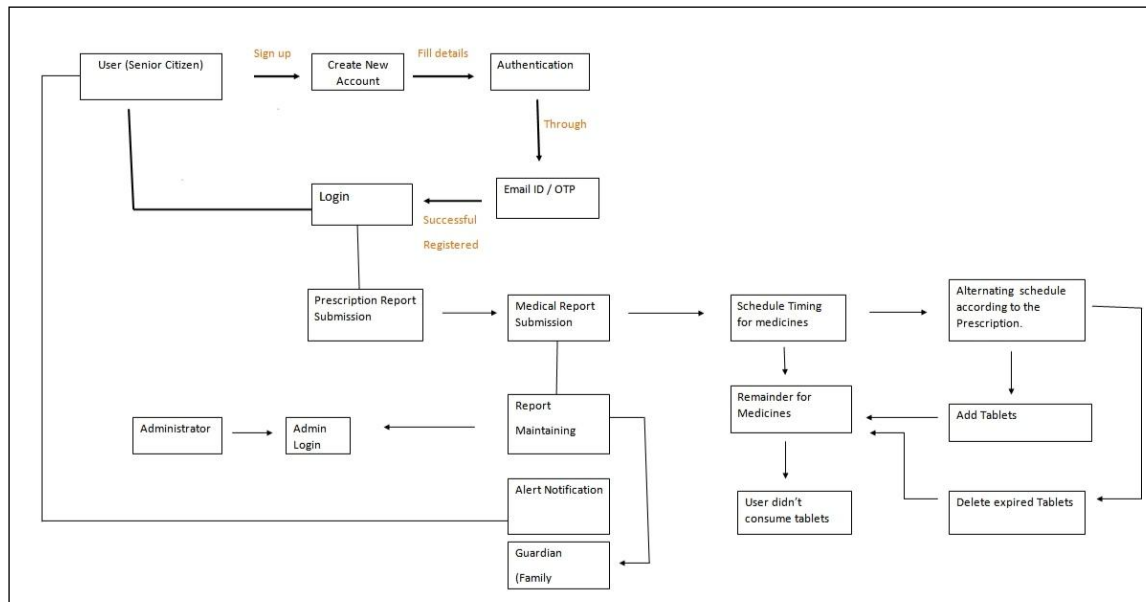 Sign up
Fill details
User (Senior Citizen)
Create New
Account
Authentication
Through
Email ID / OTP
Login
Successful
Registered
Prescription Report
Submission
Medical Report
Submission
Schedule Timing
for medicines
Alternating schedule
according to the
Prescription.
Administrator
Admin
Login
Report
Maintaining
Remainder for
Medicines
Add Tablets
Alert Notification
User didn't
consume tablets
Delete expired Tablets
Guardian
(Family